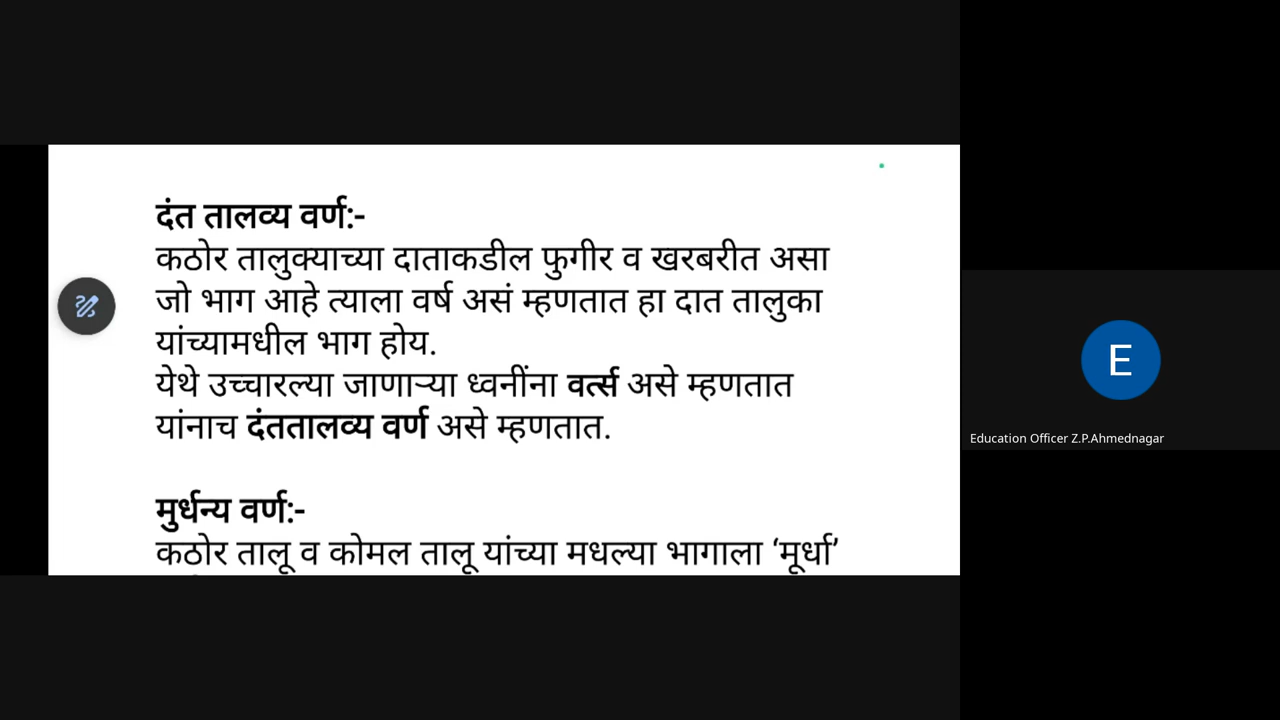 दंत तालव्य वर्ण:-
कठोर तालुक्याच्या दाताकडील फुगीर व खरबरीत असा
जो भाग आहे त्याला वर्ष असं म्हणतात हा दात तालुका
यांच्यामधील भाग होय.
येथे उच्चारल्या जाणाऱ्या ध्वनींना वर्त्स असे म्हणतात
यांनाच दंततालव्य वर्ण असे म्हणतात.
मुर्धन्य वर्ण:-
कठोर तालू व कोमल तालू यांच्या मधल्या भागाला ‘मूर्धा’
E
Education Officer Z.P.Ahmednagar